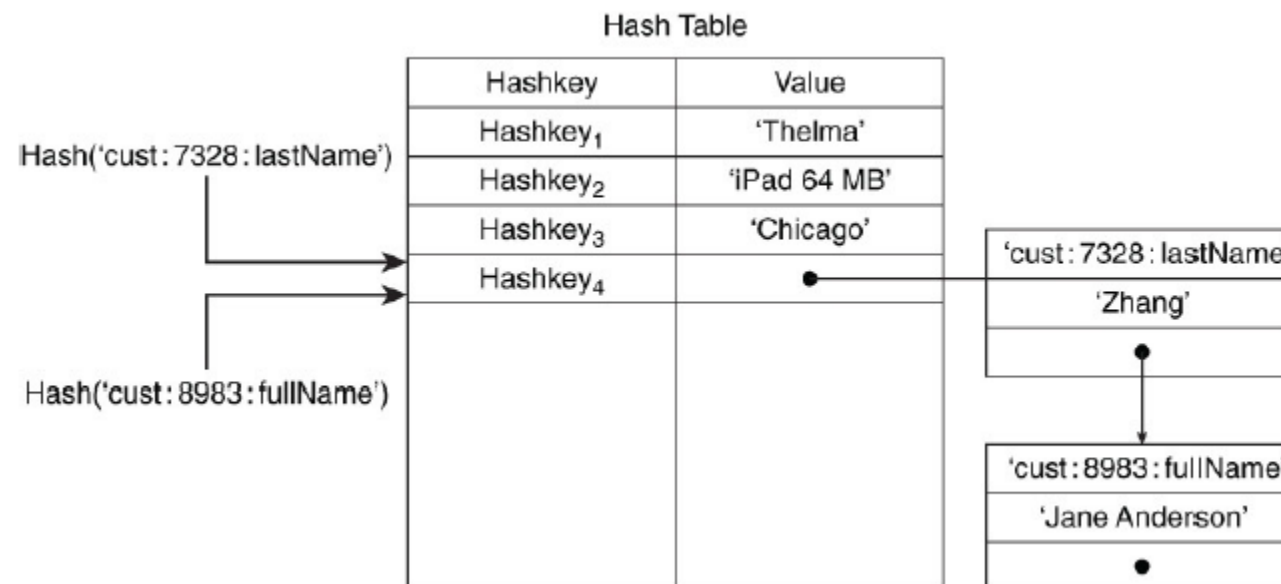 Hash Table
Hashkey Value
Hashkey₁ ‘Thelma’
Hash(‘cust:7328:lastName’)
Hashkey₂ ‘iPad 64 MB’
Hashkey₃ ‘Chicago’
Hashkey₄
‘cust:7328:lastName
‘Zhang’
Hash(‘cust:8983:fullName’)
‘cust:8983:fullName’
‘Jane Anderson’